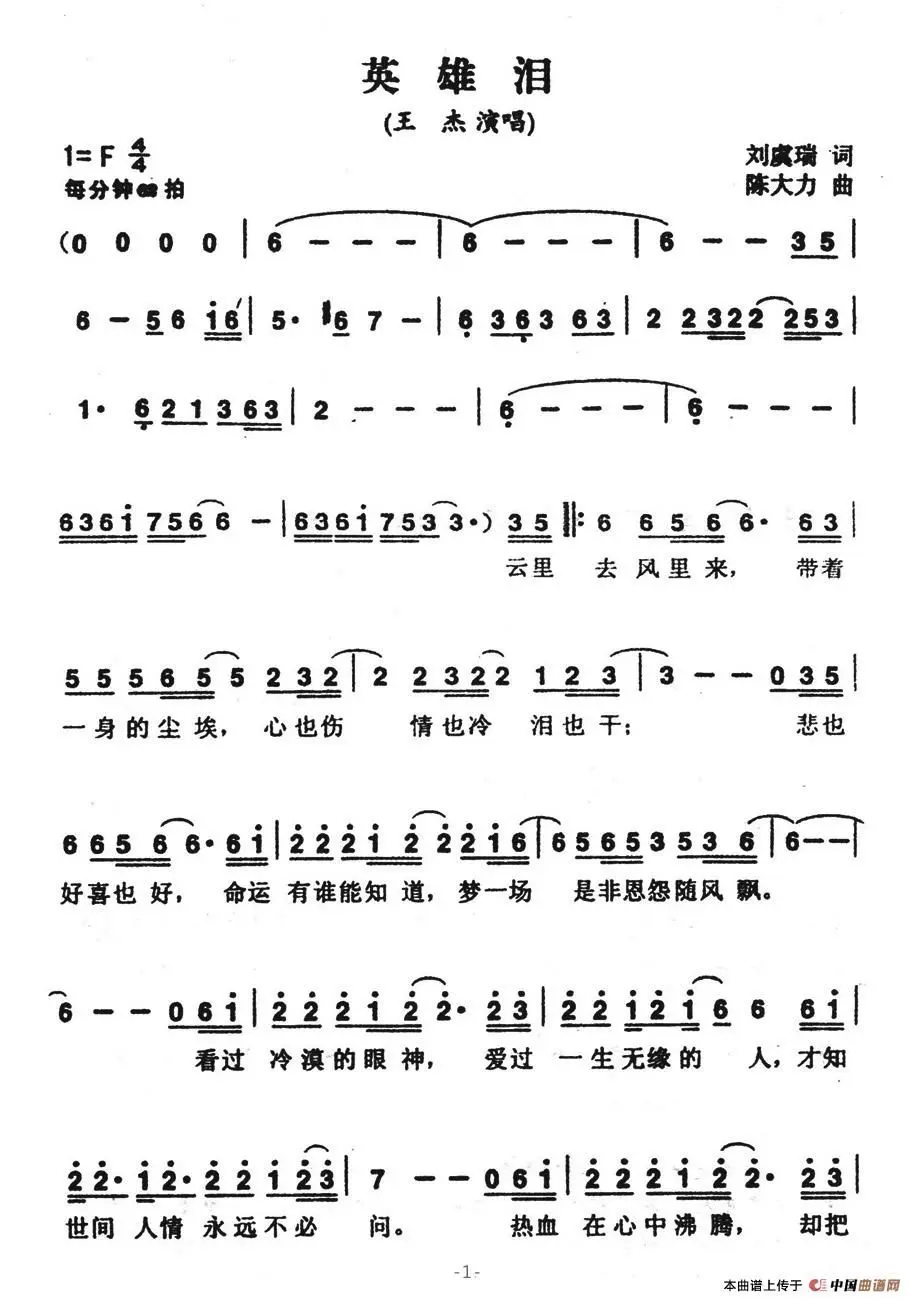 英雄泪
(王 杰演唱)
1=F 4/4
刘虞瑞 词
每分钟68拍
陈大力 曲
(0 0 0 0 | 6 - - - | 6 - - - | 6 - - 3 5 |
6 - 5 6 i 6 | 5· #6 7 - | 6 3 6 3 6 3 | 2 2 3 2 2 2 5 3 |
1· 6 2 1 3 6 3 | 2 - - - | 6 - - - | 6 - - - |
6 3 6 i 7 5 6 6 - | 6 3 6 i 7 5 3 3·) 3 5 ‖: 6 6 5 6 6· 6 3 |
云里 去风里来, 带着
5 5 5 6 5 5 2 3 2 | 2 2 3 2 2 1 2 3 | 3 - - 0 3 5 |
一身的尘埃, 心也伤 情也冷 泪也干; 悲也
6 6 5 6 6· 6 i | 2 2 2 i 2 2 2 i 6 | 6 5 6 5 3 5 3 6 | 6 - - |
好喜也好, 命运有谁能知道, 梦一场 是非恩怨随风飘。
6 - - 0 6 i | 2 2 2 i 2 2· 2 3 | 2 2 i 2 i 6 6 6 i |
看过 冷漠的眼神, 爱过 一生无缘的 人,才知
2 2· i 2· 2 2 i 2 3 | 7 - - 0 6 i | 2 2 2 i 2 2· 2 3 |
世间 人情 永远不必 问。 热血 在心中沸腾, 却把
-1-
本曲谱上传于 中国曲谱网